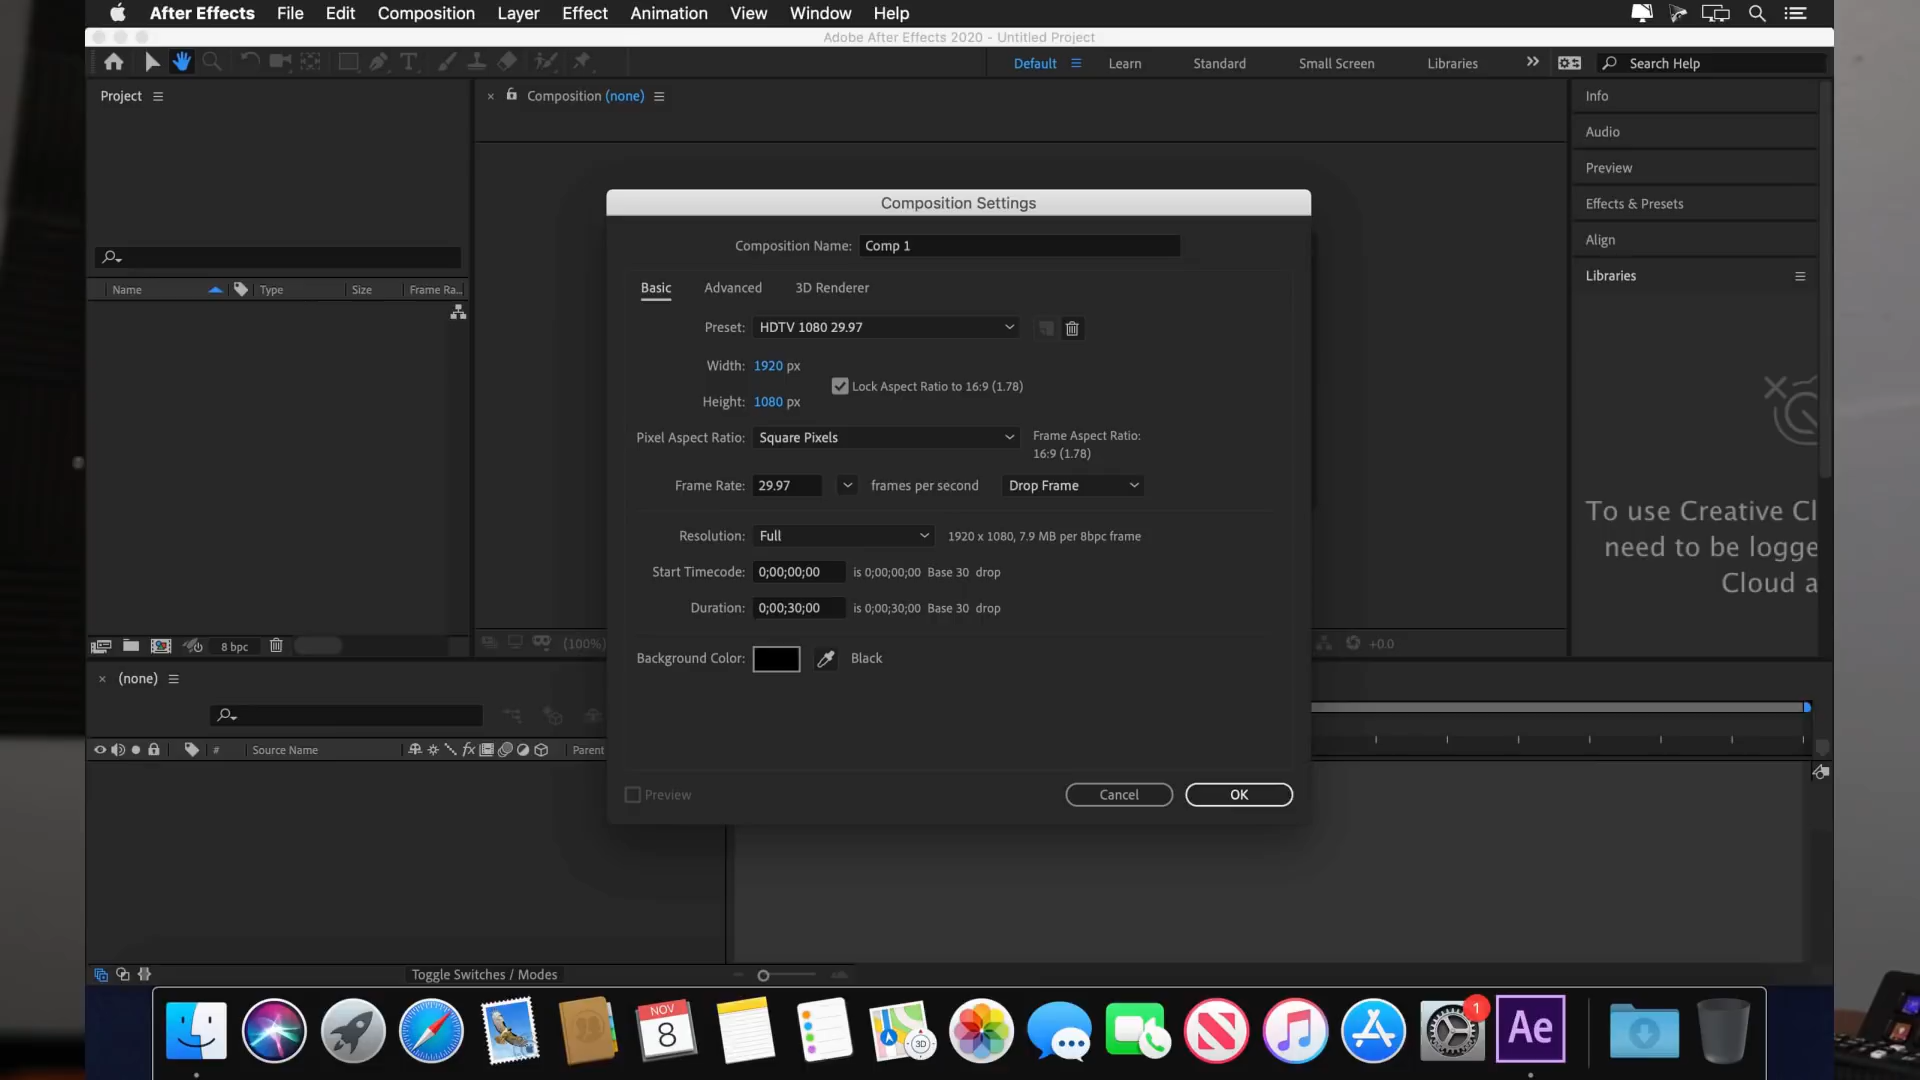 After Effects File Edit Composition Layer Effect Animation View Window Help
Adobe After Effects 2020 - Untitled Project
Default Learn Standard Small Screen Libraries Search Help
Project
Composition (none)
Info
Audio
Preview
Effects & Presets
Align
Libraries
Name Type Size Frame Ra...
Composition Settings
Composition Name: Comp 1
Basic Advanced 3D Renderer
Preset: HDTV 1080 29.97
Width: 1920 px
Lock Aspect Ratio to 16:9 (1.78)
Height: 1080 px
Pixel Aspect Ratio: Square Pixels
Frame Aspect Ratio:
16:9 (1.78)
Frame Rate: 29.97 frames per second Drop Frame
Resolution: Full 1920 x 1080, 7.9 MB per 8bpc frame
Start Timecode: 0;00;00;00 is 0;00;00;00 Base 30 drop
Duration: 0;00;30;00 is 0;00;30;00 Base 30 drop
Background Color: Black
Preview Cancel OK
To use Creative Cl
need to be logge
Cloud a
8 bpc
(100%)
+0.0
(none)
# Source Name fx Parent
Toggle Switches / Modes
NOV
8
3D
1
Ae